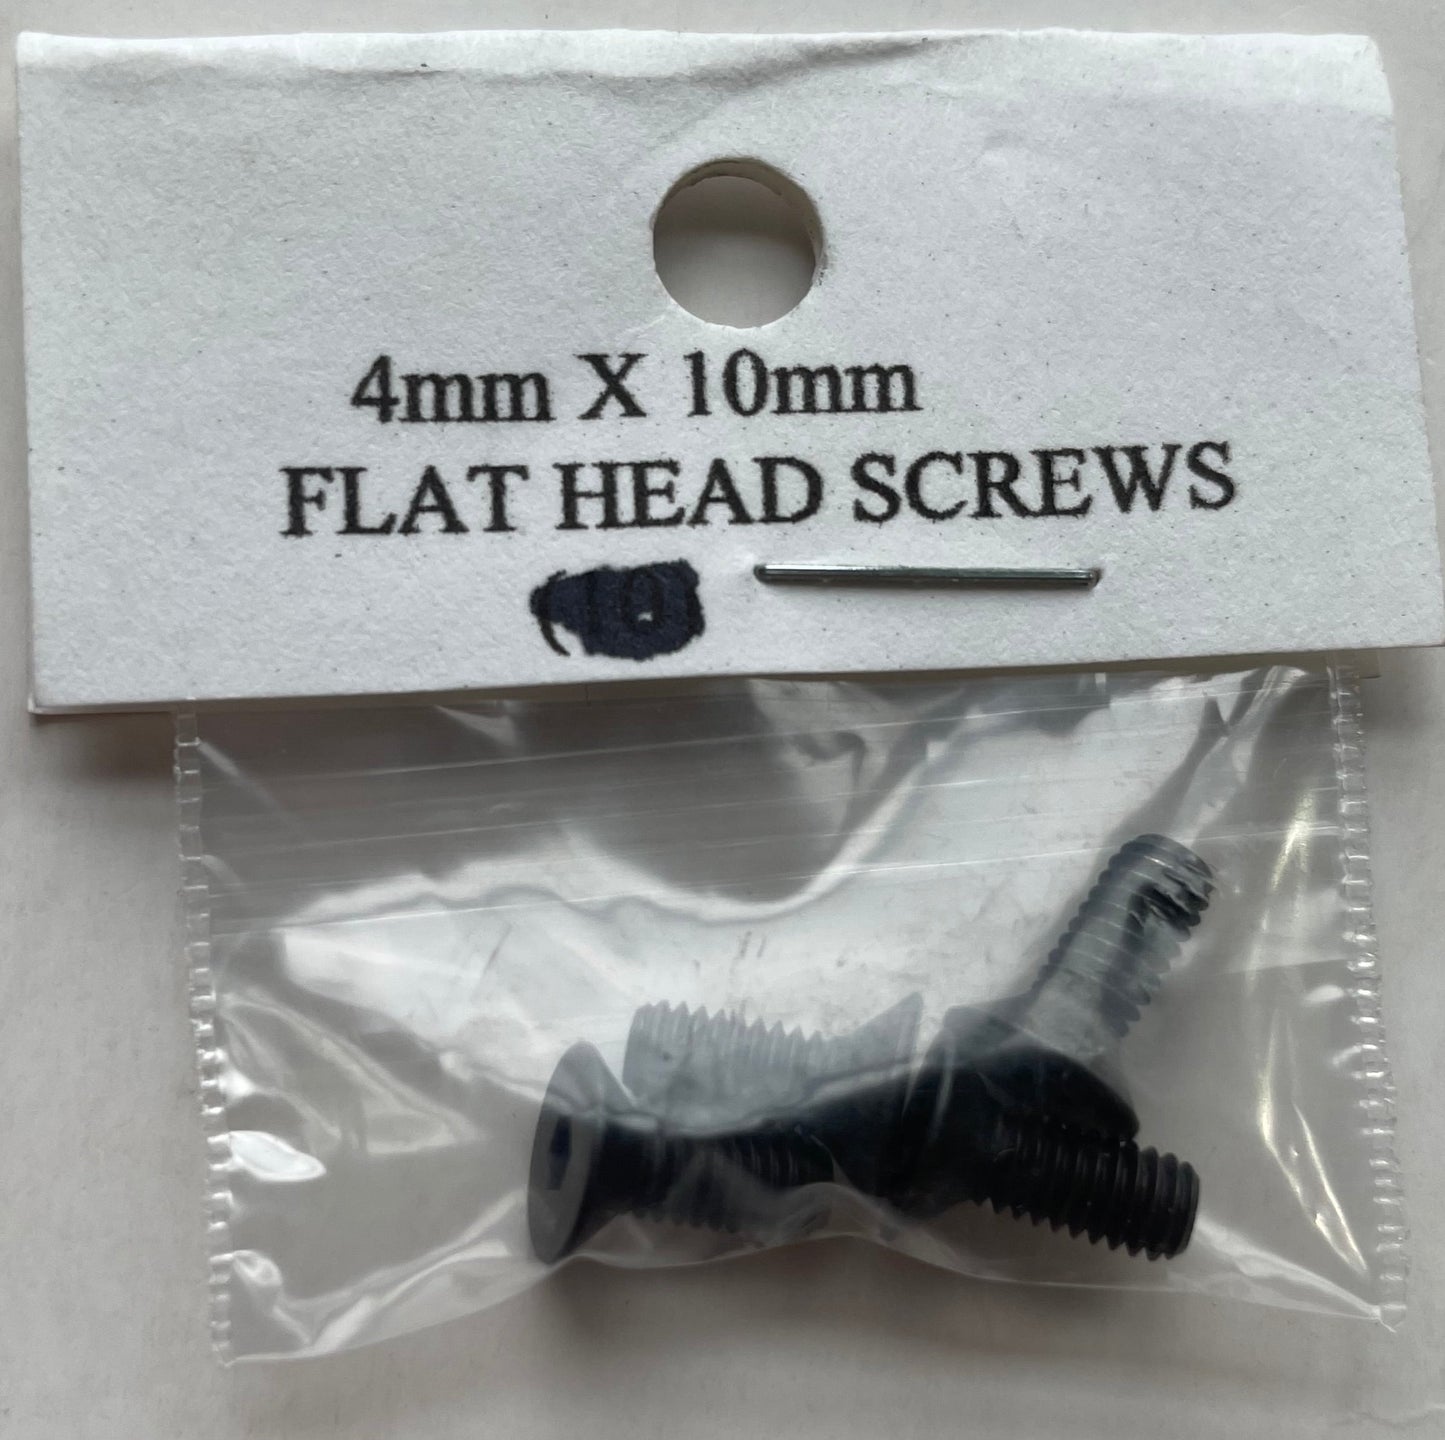 4mm X 10mm
FLAT HEAD SCREWS